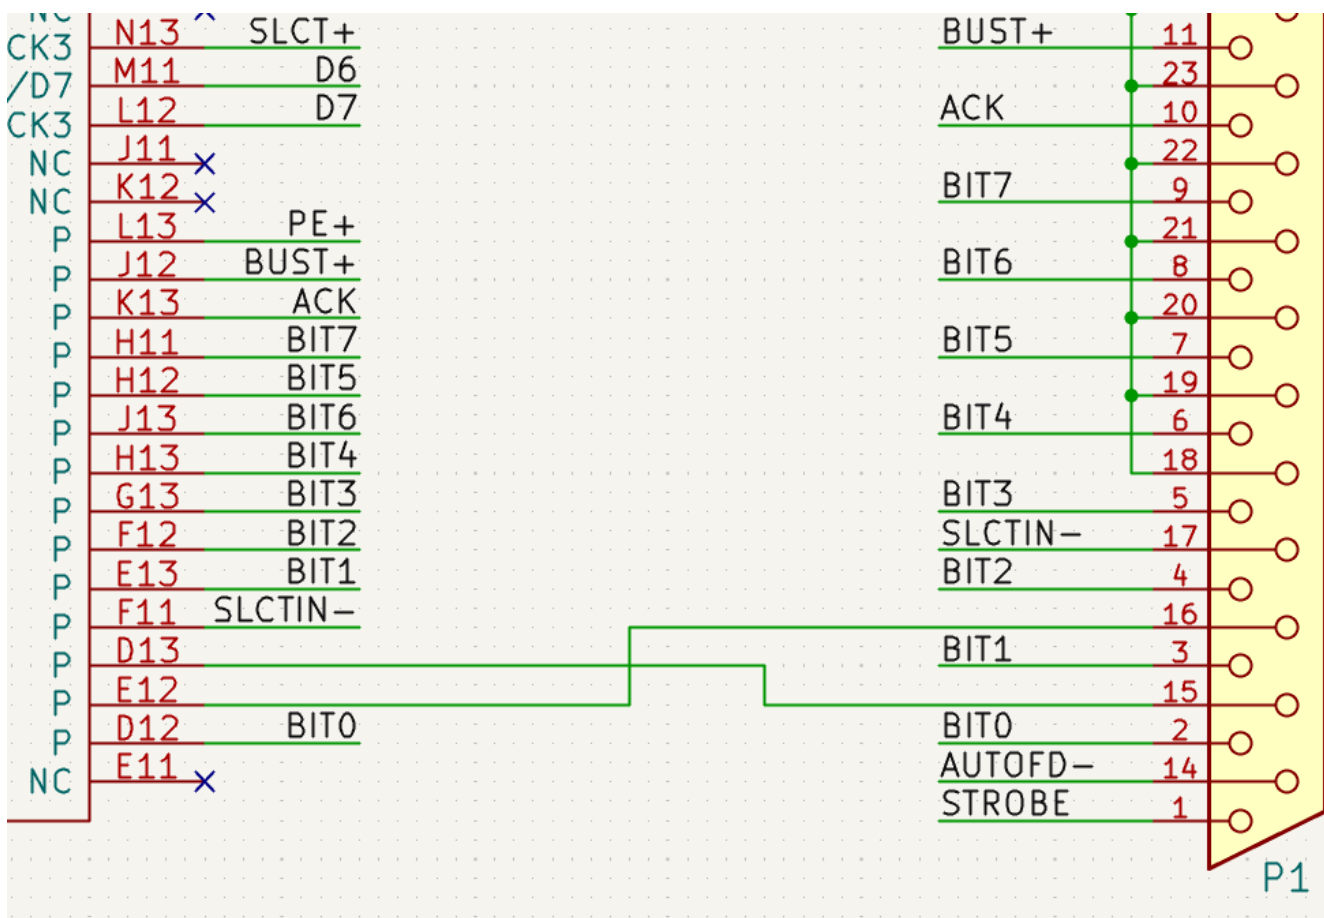 NC
CK3 N13 SLCT+ BUST+ 11
/D7 M11 D6 23
CK3 L12 D7 ACK 10
NC J11 22
NC K12 BIT7 9
P L13 PE+ 21
P J12 BUST+ BIT6 8
P K13 ACK 20
P H11 BIT7 BIT5 7
P H12 BIT5 19
P J13 BIT6 BIT4 6
P H13 BIT4 18
P G13 BIT3 BIT3 5
P F12 BIT2 SLCTIN- 17
P E13 BIT1 BIT2 4
P F11 SLCTIN- 16
P D13 BIT1 3
P E12 15
P D12 BIT0 BIT0 2
NC E11 AUTOFD- 14
STROBE 1
P1